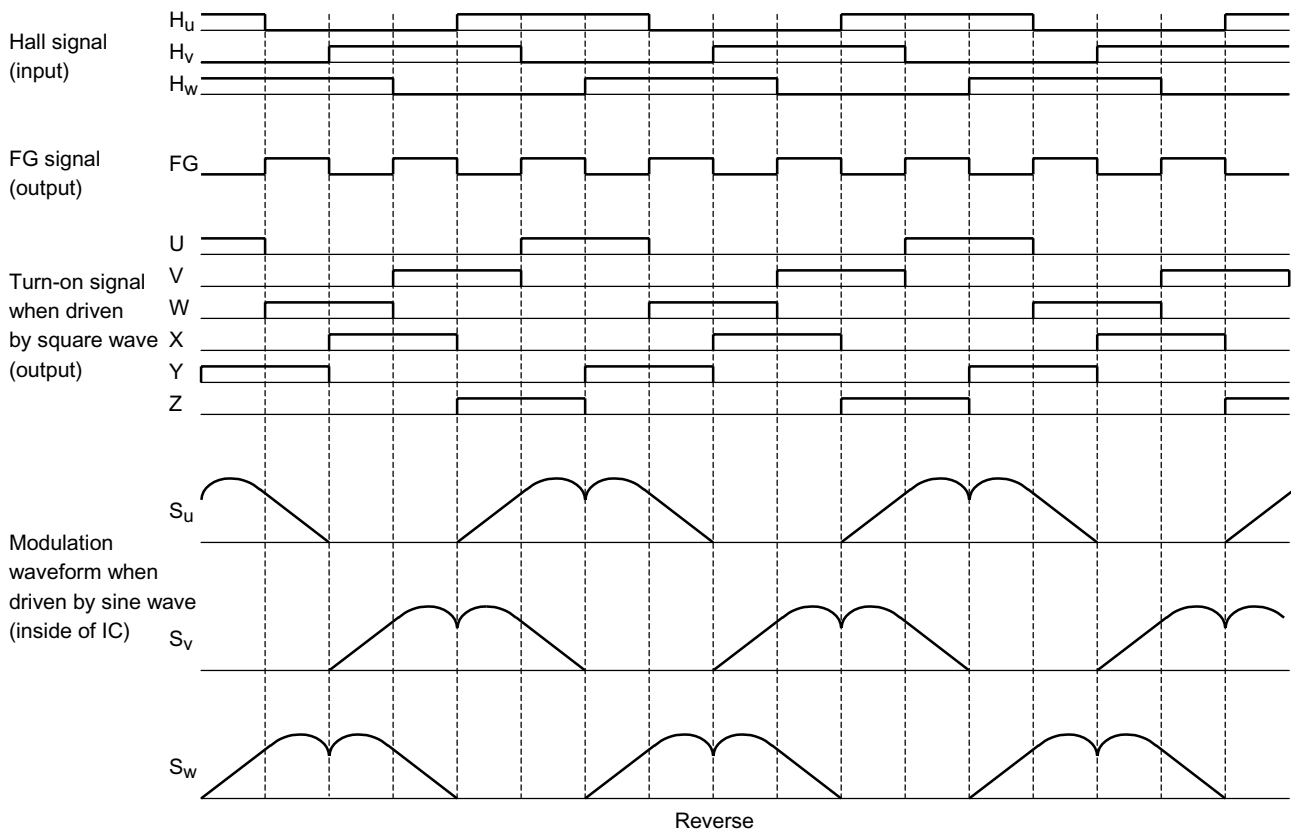 Hall signal
(input)
Hu
Hv
Hw
FG signal
(output)
FG
Turn-on signal
when driven
by square wave
(output)
U
V
W
X
Y
Z
Modulation
waveform when
driven by sine wave
(inside of IC)
Su
Sv
Sw
Reverse